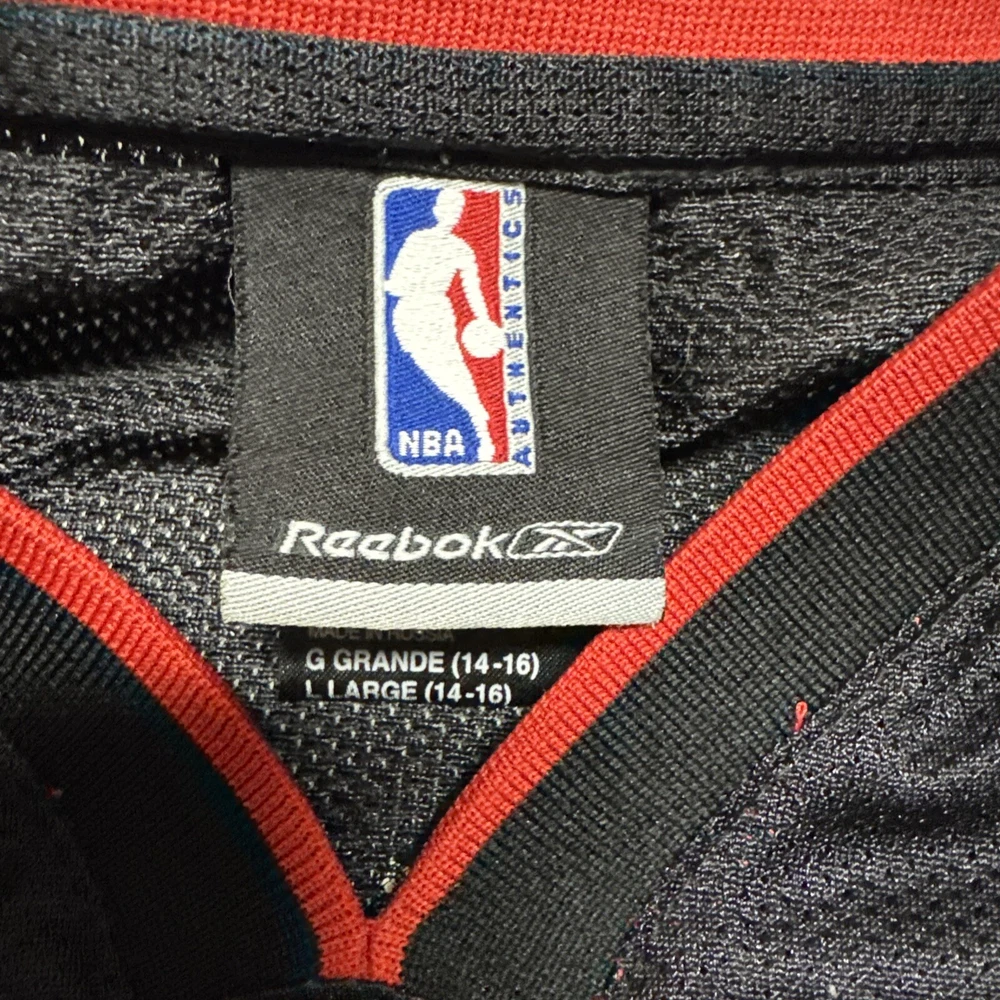 NBA
AUTHENTICS
Reebok
MADE IN RUSSIA
G GRANDE (14-16)
L LARGE (14-16)